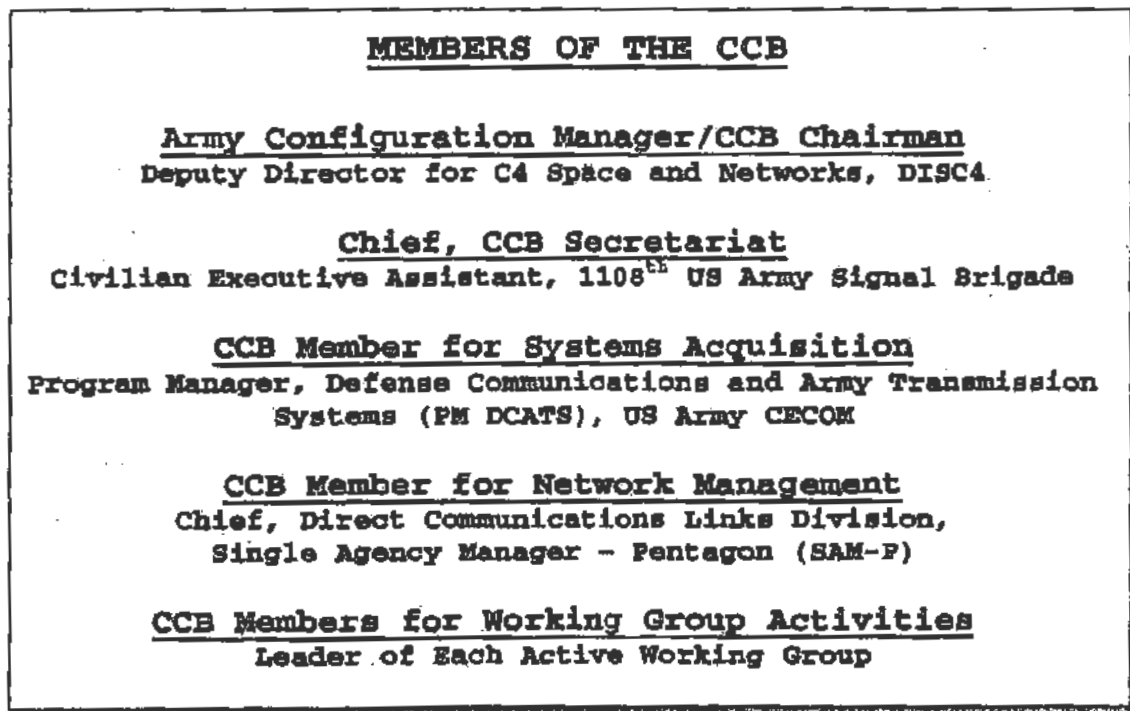 MEMBERS OF THE CCB
Army Configuration Manager/CCB Chairman
Deputy Director for C4 Space and Networks, DISC4
Chief, CCB Secretariat
Civilian Executive Assistant, 1108th US Army Signal Brigade
CCB Member for Systems Acquisition
Program Manager, Defense Communications and Army Transmission
Systems (PM DCATS), US Army CECOM
CCB Member for Network Management
Chief, Direct Communications Links Division,
Single Agency Manager - Pentagon (SAM-P)
CCB Members for Working Group Activities
Leader of Each Active Working Group